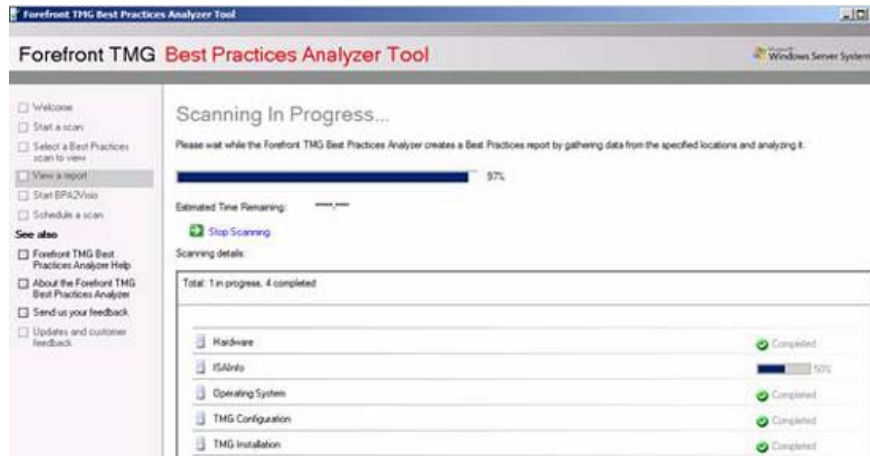 Forefront TMG Best Practices Analyzer Tool
Forefront TMG Best Practices Analyzer Tool
Windows Server System
Welcome
Start a scan
Select a Best Practices
scan to view
View a report
Start BPA2Visio
Schedule a scan
See also
Forefront TMG Best
Practices Analyzer Help
About the Forefront TMG
Best Practices Analyzer
Send us your feedback
Updates and customer
feedback
Scanning In Progress...
Please wait while the Forefront TMG Best Practices Analyzer creates a Best Practices report by gathering data from the specified locations and analyzing it.
97%
Estimated Time Remaining: *****.****
Stop Scanning
Scanning details:
Total: 1 in progress, 4 completed
Hardware Completed
ISAInfo 50%
Operating System Completed
TMG Configuration Completed
TMG Installation Completed